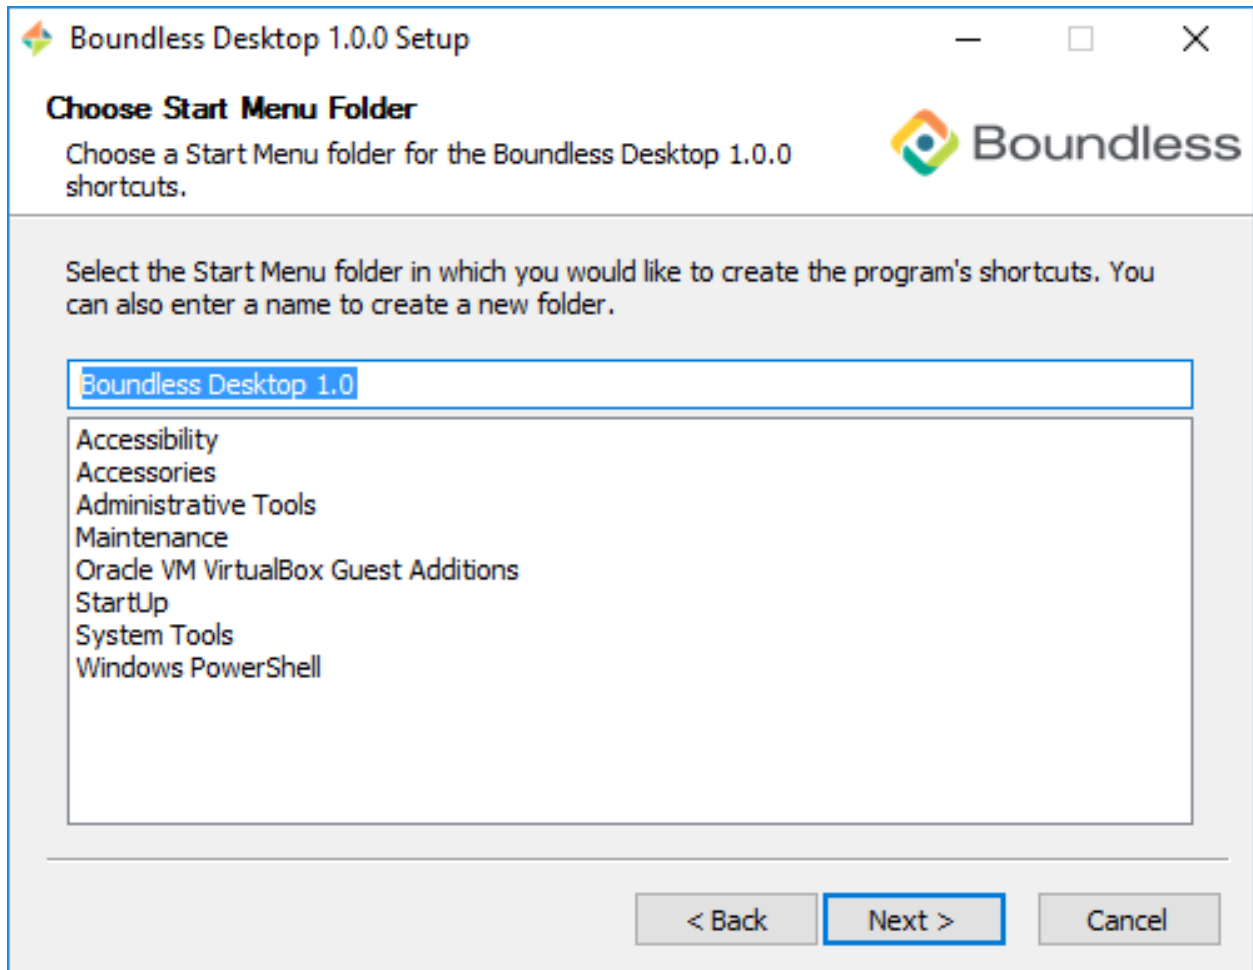 Boundless Desktop 1.0.0 Setup
Choose Start Menu Folder
Choose a Start Menu folder for the Boundless Desktop 1.0.0
shortcuts.
Boundless
Select the Start Menu folder in which you would like to create the program's shortcuts. You
can also enter a name to create a new folder.
Boundless Desktop 1.0
Accessibility
Accessories
Administrative Tools
Maintenance
Oracle VM VirtualBox Guest Additions
StartUp
System Tools
Windows PowerShell
< Back
Next >
Cancel